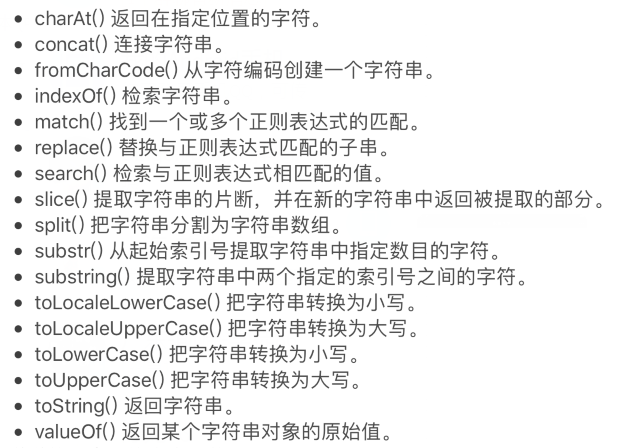 • charAt() 返回在指定位置的字符。
• concat() 连接字符串。
• fromCharCode() 从字符编码创建一个字符串。
• indexOf() 检索字符串。
• match() 找到一个或多个正则表达式的匹配。
• replace() 替换与正则表达式匹配的子串。
• search() 检索与正则表达式相匹配的值。
• slice() 提取字符串的片断，并在新的字符串中返回被提取的部分。
• split() 把字符串分割为字符串数组。
• substr() 从起始索引号提取字符串中指定数目的字符。
• substring() 提取字符串中两个指定的索引号之间的字符。
• toLocaleLowerCase() 把字符串转换为小写。
• toLocaleUpperCase() 把字符串转换为大写。
• toLowerCase() 把字符串转换为小写。
• toUpperCase() 把字符串转换为大写。
• toString() 返回字符串。
• valueOf() 返回某个字符串对象的原始值。